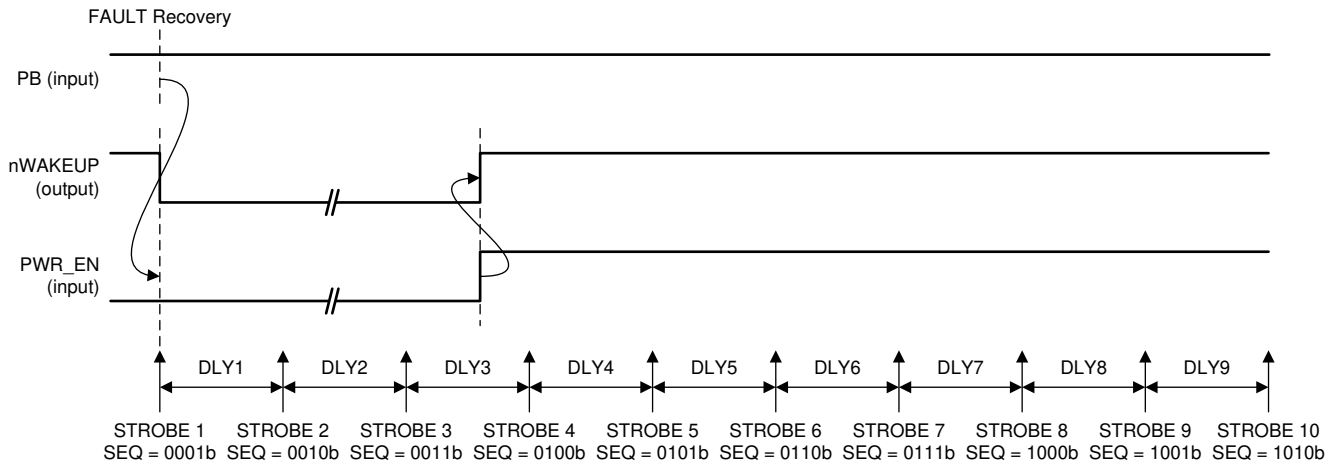 FAULT Recovery
PB (input)
nWAKEUP
(output)
PWR_EN
(input)
DLY1 DLY2 DLY3 DLY4 DLY5 DLY6 DLY7 DLY8 DLY9
STROBE 1 STROBE 2 STROBE 3 STROBE 4 STROBE 5 STROBE 6 STROBE 7 STROBE 8 STROBE 9 STROBE 10
SEQ = 0001b SEQ = 0010b SEQ = 0011b SEQ = 0100b SEQ = 0101b SEQ = 0110b SEQ = 0111b SEQ = 1000b SEQ = 1001b SEQ = 1010b